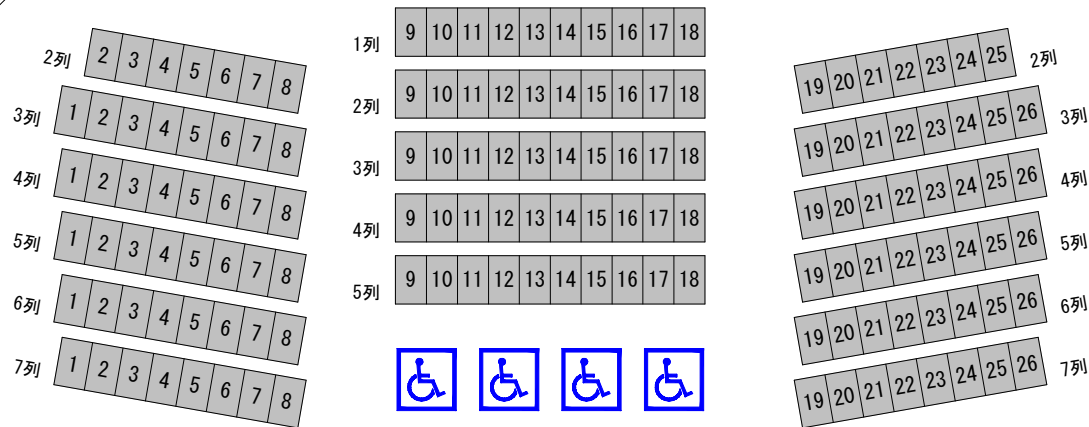 2列 2 3 4 5 6 7 8
3列 1 2 3 4 5 6 7 8
4列 1 2 3 4 5 6 7 8
5列 1 2 3 4 5 6 7 8
6列 1 2 3 4 5 6 7 8
7列 1 2 3 4 5 6 7 8
1列 9 10 11 12 13 14 15 16 17 18
2列 9 10 11 12 13 14 15 16 17 18
3列 9 10 11 12 13 14 15 16 17 18
4列 9 10 11 12 13 14 15 16 17 18
5列 9 10 11 12 13 14 15 16 17 18
19 20 21 22 23 24 25 2列
19 20 21 22 23 24 25 26 3列
19 20 21 22 23 24 25 26 4列
19 20 21 22 23 24 25 26 5列
19 20 21 22 23 24 25 26 6列
19 20 21 22 23 24 25 26 7列